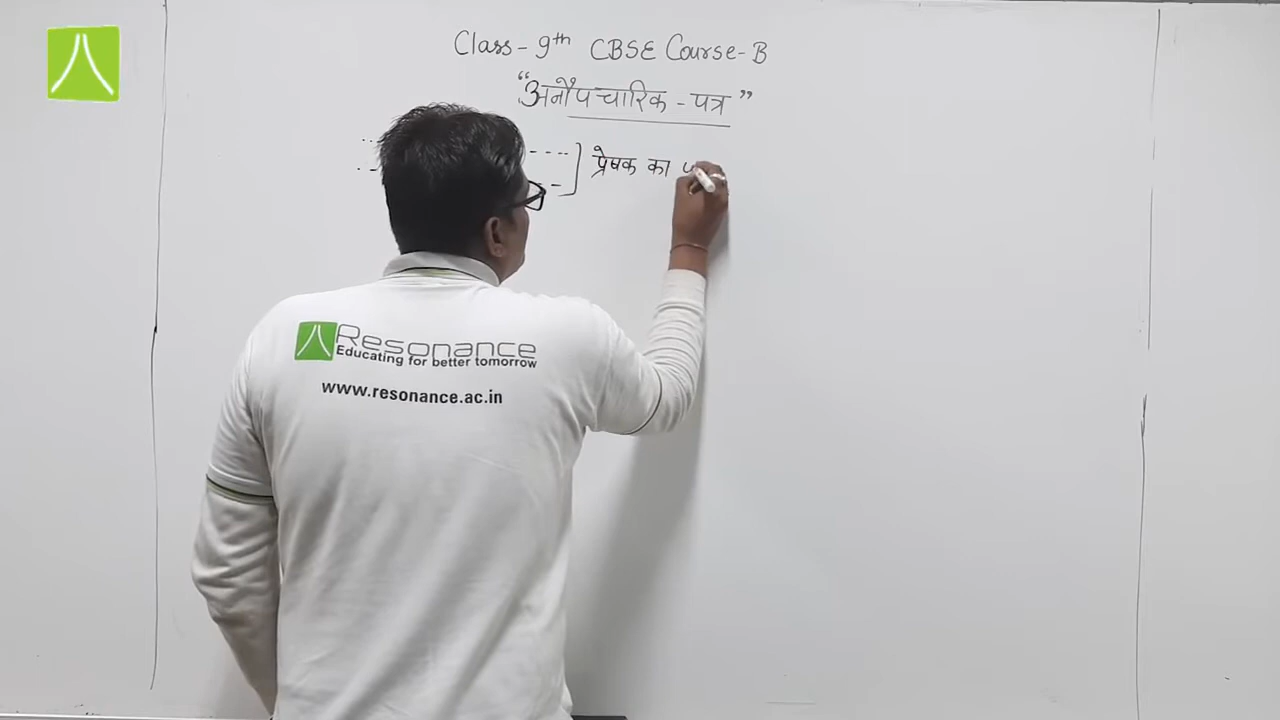 Class - 9th CBSE Course - B
"अनौपचारिक - पत्र"
प्रेषक का
Resonance
Educating for better tomorrow
www.resonance.ac.in